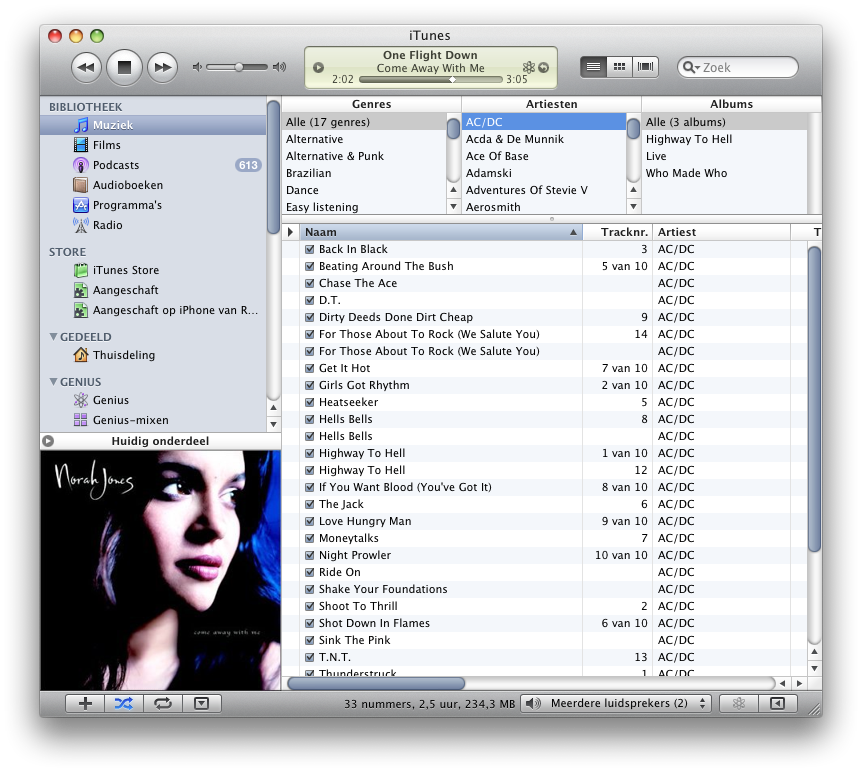 iTunes
One Flight Down
Come Away With Me
2:02
3:05
Zoek
BIBLIOTHEEK
Muziek
Films
Podcasts 613
Audioboeken
Programma's
Radio
STORE
iTunes Store
Aangeschaft
Aangeschaft op iPhone van R...
GEDEELD
Thuisdeling
GENIUS
Genius
Genius-mixen
Huidig onderdeel
Norah Jones
come away with me
Genres Artiesten Albums
Alle (17 genres) AC/DC Alle (3 albums)
Alternative Acda & De Munnik Highway To Hell
Alternative & Punk Ace Of Base Live
Brazilian Adamski Who Made Who
Dance Adventures Of Stevie V
Easy listening Aerosmith
Naam Tracknr. Artiest T
Back In Black 3 AC/DC
Beating Around The Bush 5 van 10 AC/DC
Chase The Ace AC/DC
D.T. AC/DC
Dirty Deeds Done Dirt Cheap 9 AC/DC
For Those About To Rock (We Salute You) 14 AC/DC
For Those About To Rock (We Salute You) AC/DC
Get It Hot 7 van 10 AC/DC
Girls Got Rhythm 2 van 10 AC/DC
Heatseeker 5 AC/DC
Hells Bells 8 AC/DC
Hells Bells AC/DC
Highway To Hell 1 van 10 AC/DC
Highway To Hell 12 AC/DC
If You Want Blood (You've Got It) 8 van 10 AC/DC
The Jack 6 AC/DC
Love Hungry Man 9 van 10 AC/DC
Moneytalks 7 AC/DC
Night Prowler 10 van 10 AC/DC
Ride On AC/DC
Shake Your Foundations AC/DC
Shoot To Thrill 2 AC/DC
Shot Down In Flames 6 van 10 AC/DC
Sink The Pink AC/DC
T.N.T. 13 AC/DC
Thunderstruck 1 AC/DC
33 nummers, 2,5 uur, 234,3 MB
Meerdere luidsprekers (2)